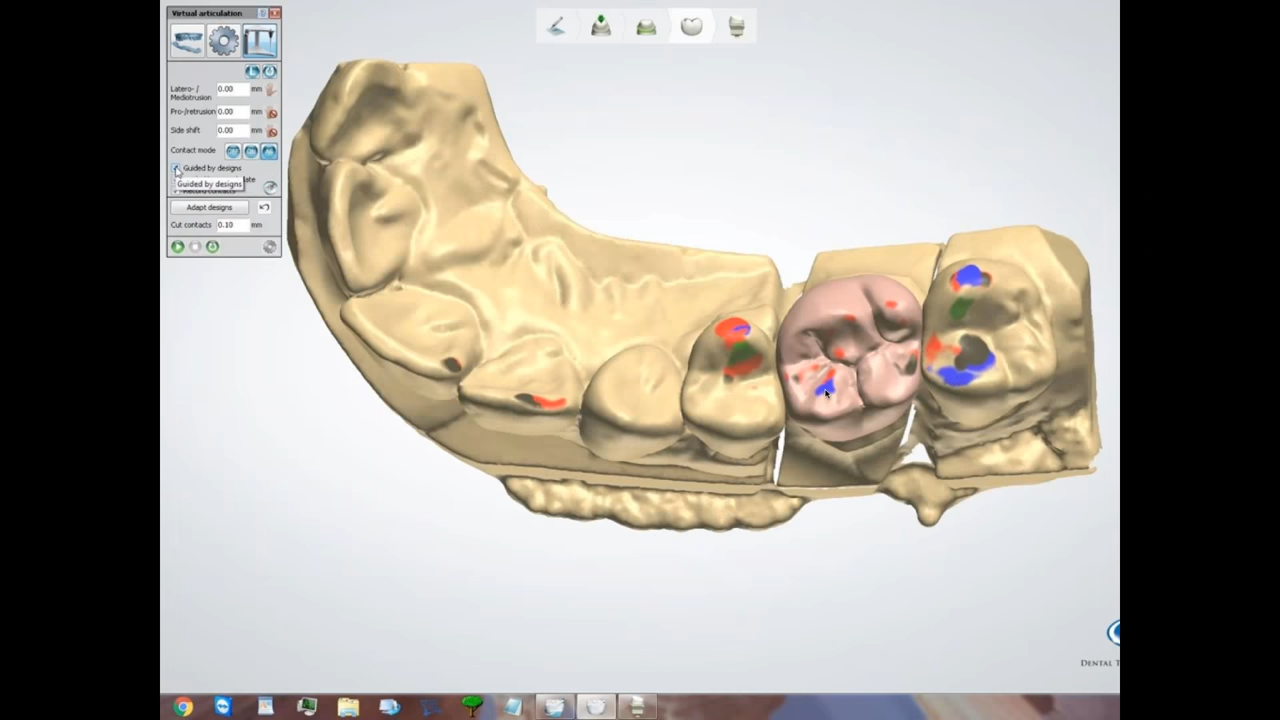 Virtual articulation
Latero- / 0.00 mm
Mediotrusion
Pro-/retrusion 0.00 mm
Side shift 0.00 mm
Contact mode
Guided by designs
Guided by designs
Adapt designs
Cut contacts 0.10 mm
DENTAL T